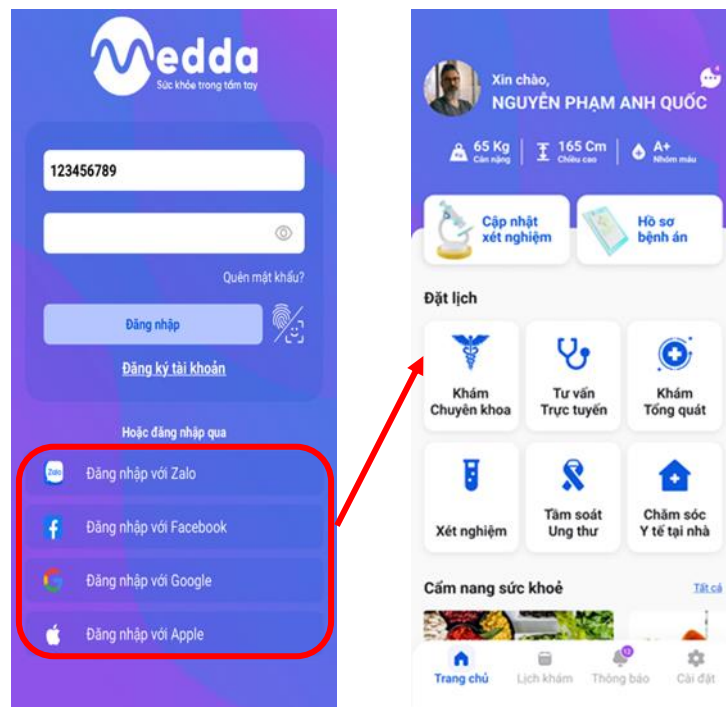 Medda
Sức khỏe trong tầm tay
123456789
Quên mật khẩu?
Đăng nhập
Đăng ký tài khoản
Hoặc đăng nhập qua
Zalo
Đăng nhập với Zalo
Đăng nhập với Facebook
Đăng nhập với Google
Đăng nhập với Apple
Xin chào,
NGUYỄN PHẠM ANH QUỐC
4
65 Kg
Cân nặng
165 Cm
Chiều cao
A+
Nhóm máu
Cập nhật
xét nghiệm
Hồ sơ
bệnh án
Đặt lịch
Khám
Chuyên khoa
Tư vấn
Trực tuyến
Khám
Tổng quát
Xét nghiệm
Tầm soát
Ung thư
Chăm sóc
Y tế tại nhà
Cẩm nang sức khoẻ
Tất cả
Trang chủ
Lịch khám
12
Thông báo
Cài đặt